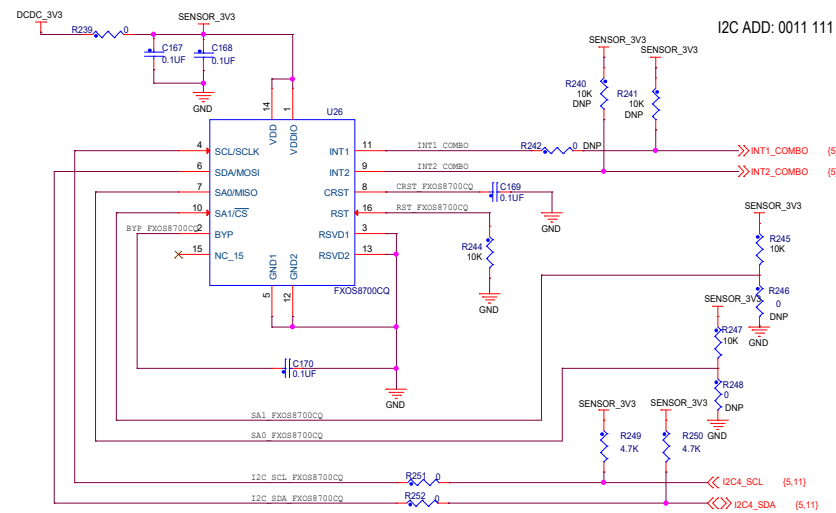 DCDC_3V3
SENSOR_3V3
I2C ADD: 0011 111
R239
0
C167
0.1UF
C168
0.1UF
GND
SENSOR_3V3
SENSOR_3V3
R240
10K
DNP
R241
10K
DNP
U26
14
1
VDD
VDDIO
4
SCL/SCLK
INT1
11
INT1_COMBO
R242
0
DNP
INT1_COMBO
{5
6
SDA/MOSI
INT2
9
INT2_COMBO
INT2_COMBO
{5
7
SA0/MISO
CRST
8
CRST_FXOS8700CQ
C169
0.1UF
GND
10
SA1/CS
RST
16
RST_FXOS8700CQ
BYP_FXOS8700CQ
2
BYP
RSVD1
3
15
NC_15
RSVD2
13
GND1
GND2
5
12
FXOS8700CQ
R244
10K
GND
SENSOR_3V3
R245
10K
R246
0
DNP
GND
SENSOR_3V3
R247
10K
R248
0
DNP
GND
C170
0.1UF
GND
SA1_FXOS8700CQ
SA0_FXOS8700CQ
SENSOR_3V3
SENSOR_3V3
R249
4.7K
R250
4.7K
I2C_SCL_FXOS8700CQ
R251
0
I2C4_SCL
{5,11}
I2C_SDA_FXOS8700CQ
R252
0
I2C4_SDA
{5,11}